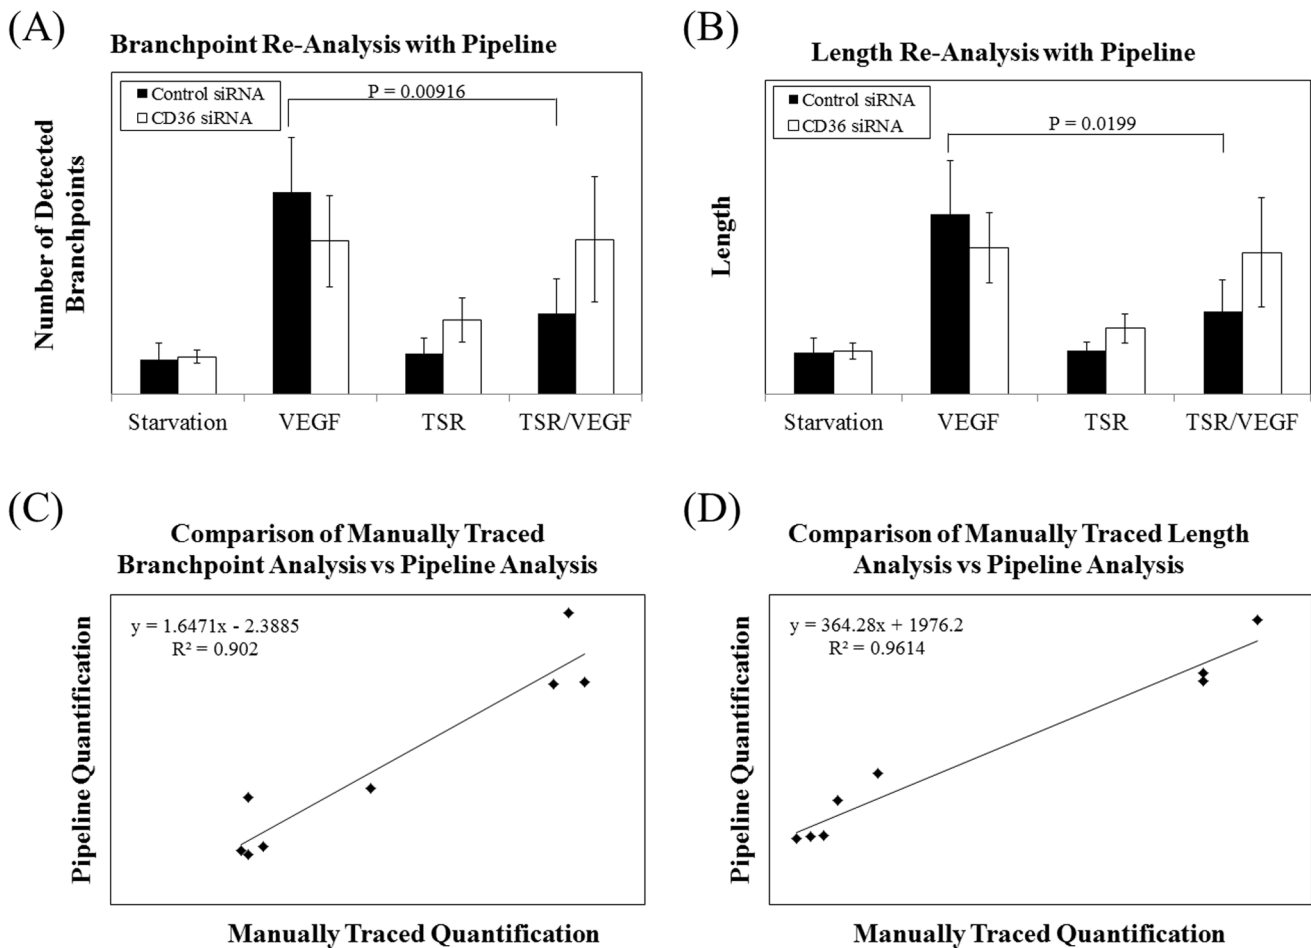 (A)
Branchpoint Re-Analysis with Pipeline
Number of Detected
Branchpoints
Control siRNA
CD36 siRNA
P = 0.00916
Starvation
VEGF
TSR
TSR/VEGF
(B)
Length Re-Analysis with Pipeline
Length
Control siRNA
CD36 siRNA
P = 0.0199
Starvation
VEGF
TSR
TSR/VEGF
(C)
Comparison of Manually Traced
Branchpoint Analysis vs Pipeline Analysis
Pipeline Quantification
y = 1.6471x - 2.3885
R² = 0.902
Manually Traced Quantification
(D)
Comparison of Manually Traced Length
Analysis vs Pipeline Analysis
Pipeline Quantification
y = 364.28x + 1976.2
R² = 0.9614
Manually Traced Quantification